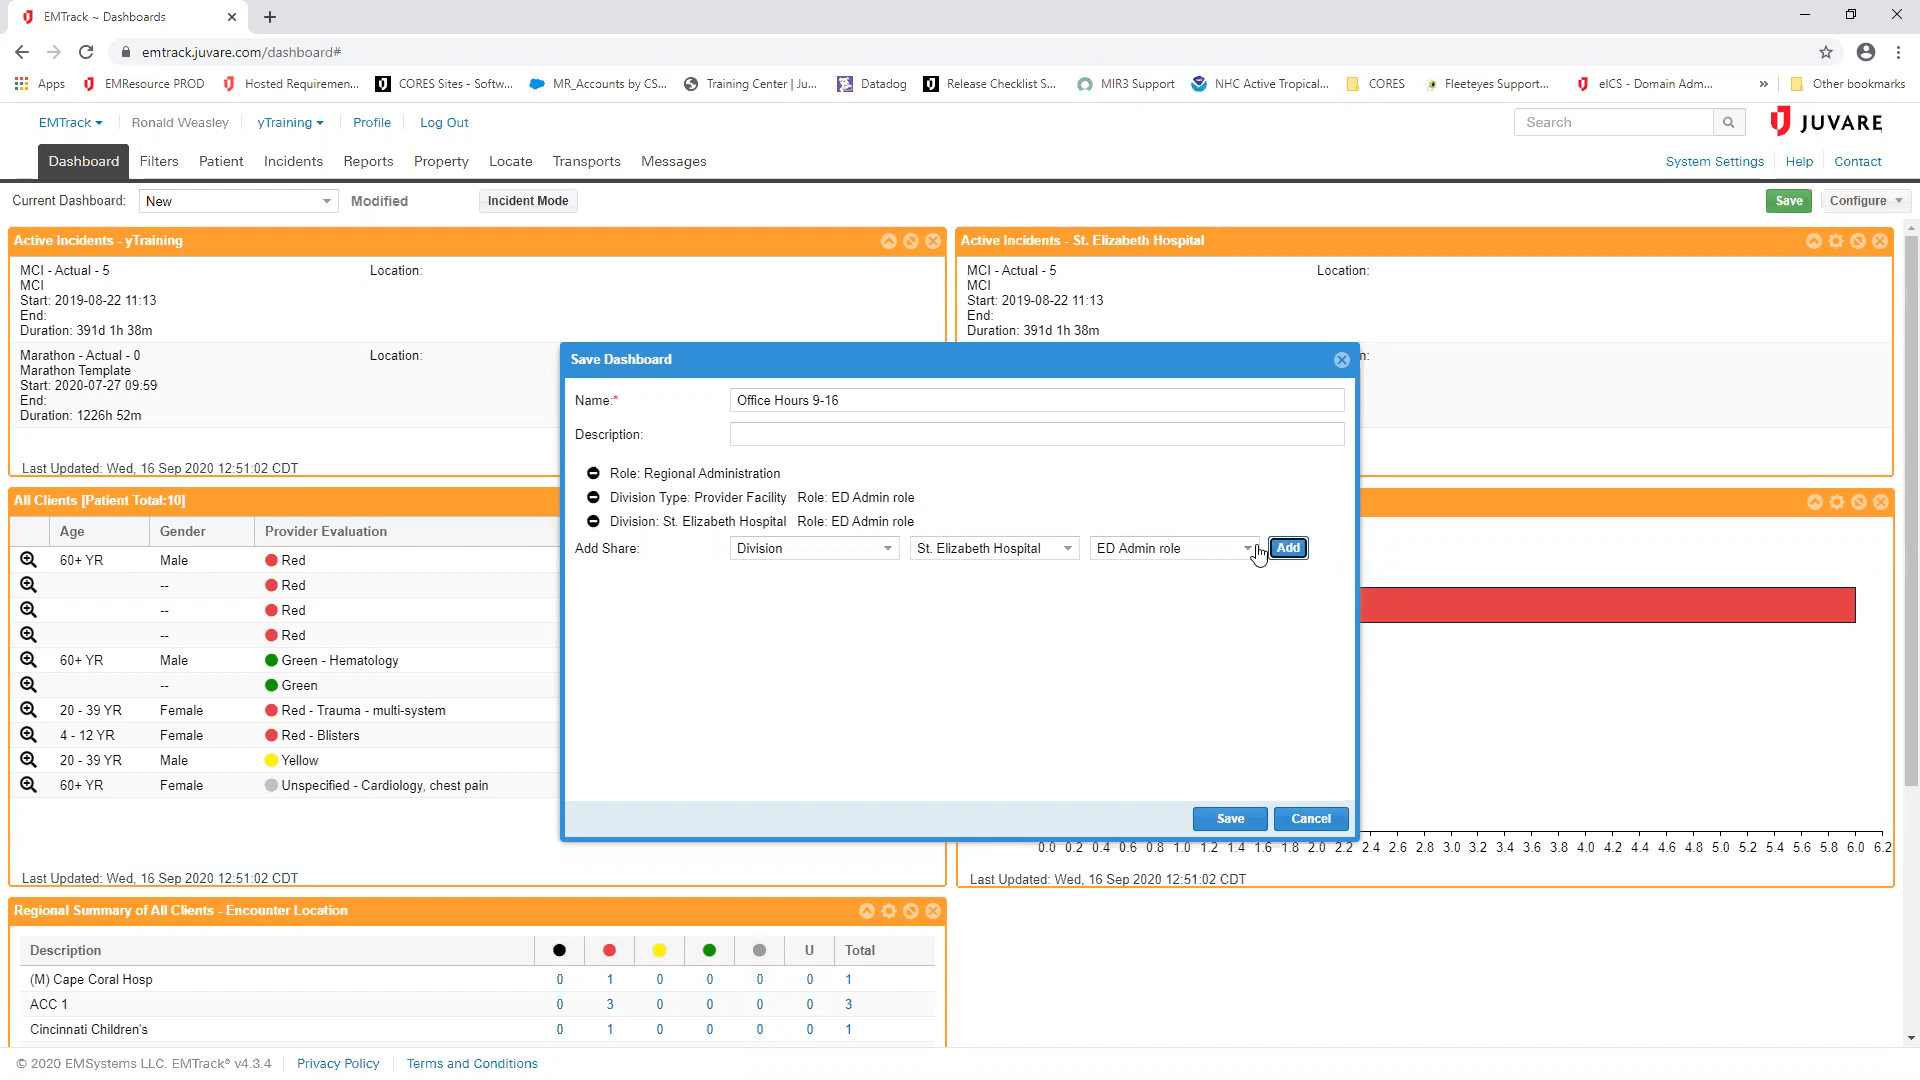 EMTrack ~ Dashboards
emtrack.juvare.com/dashboard#
Apps EMResource PROD Hosted Requiremen... CORES Sites - Softw... MR_Accounts by CS... Training Center | Ju... Datadog Release Checklist S... MIR3 Support NHC Active Tropical... CORES Fleeteyes Support... eICS - Domain Adm... » Other bookmarks
EMTrack Ronald Weasley yTraining Profile Log Out Search JUVARE
Dashboard Filters Patient Incidents Reports Property Locate Transports Messages System Settings Help Contact
Current Dashboard: New Modified Incident Mode Save Configure
Active Incidents - yTraining
MCI - Actual - 5 Location:
MCI
Start: 2019-08-22 11:13
End:
Duration: 391d 1h 38m
Marathon - Actual - 0 Location:
Marathon Template
Start: 2020-07-27 09:59
End:
Duration: 1226h 52m
Last Updated: Wed, 16 Sep 2020 12:51:02 CDT
Active Incidents - St. Elizabeth Hospital
MCI - Actual - 5 Location:
MCI
Start: 2019-08-22 11:13
End:
Duration: 391d 1h 38m
n:
Save Dashboard
Name:* Office Hours 9-16
Description:
Role: Regional Administration
Division Type: Provider Facility Role: ED Admin role
Division: St. Elizabeth Hospital Role: ED Admin role
Add Share: Division St. Elizabeth Hospital ED Admin role Add
Save Cancel
All Clients [Patient Total:10]
Age Gender Provider Evaluation
60+ YR Male Red
-- Red
-- Red
-- Red
60+ YR Male Green - Hematology
-- Green
20 - 39 YR Female Red - Trauma - multi-system
4 - 12 YR Female Red - Blisters
20 - 39 YR Male Yellow
60+ YR Female Unspecified - Cardiology, chest pain
Last Updated: Wed, 16 Sep 2020 12:51:02 CDT
0.0 0.2 0.4 0.6 0.8 1.0 1.2 1.4 1.6 1.8 2.0 2.2 2.4 2.6 2.8 3.0 3.2 3.4 3.6 3.8 4.0 4.2 4.4 4.6 4.8 5.0 5.2 5.4 5.6 5.8 6.0 6.2
Last Updated: Wed, 16 Sep 2020 12:51:02 CDT
Regional Summary of All Clients - Encounter Location
Description U Total
(M) Cape Coral Hosp 0 1 0 0 0 0 1
ACC 1 0 3 0 0 0 0 3
Cincinnati Children's 0 1 0 0 0 0 1
© 2020 EMSystems LLC. EMTrack® v4.3.4 Privacy Policy Terms and Conditions